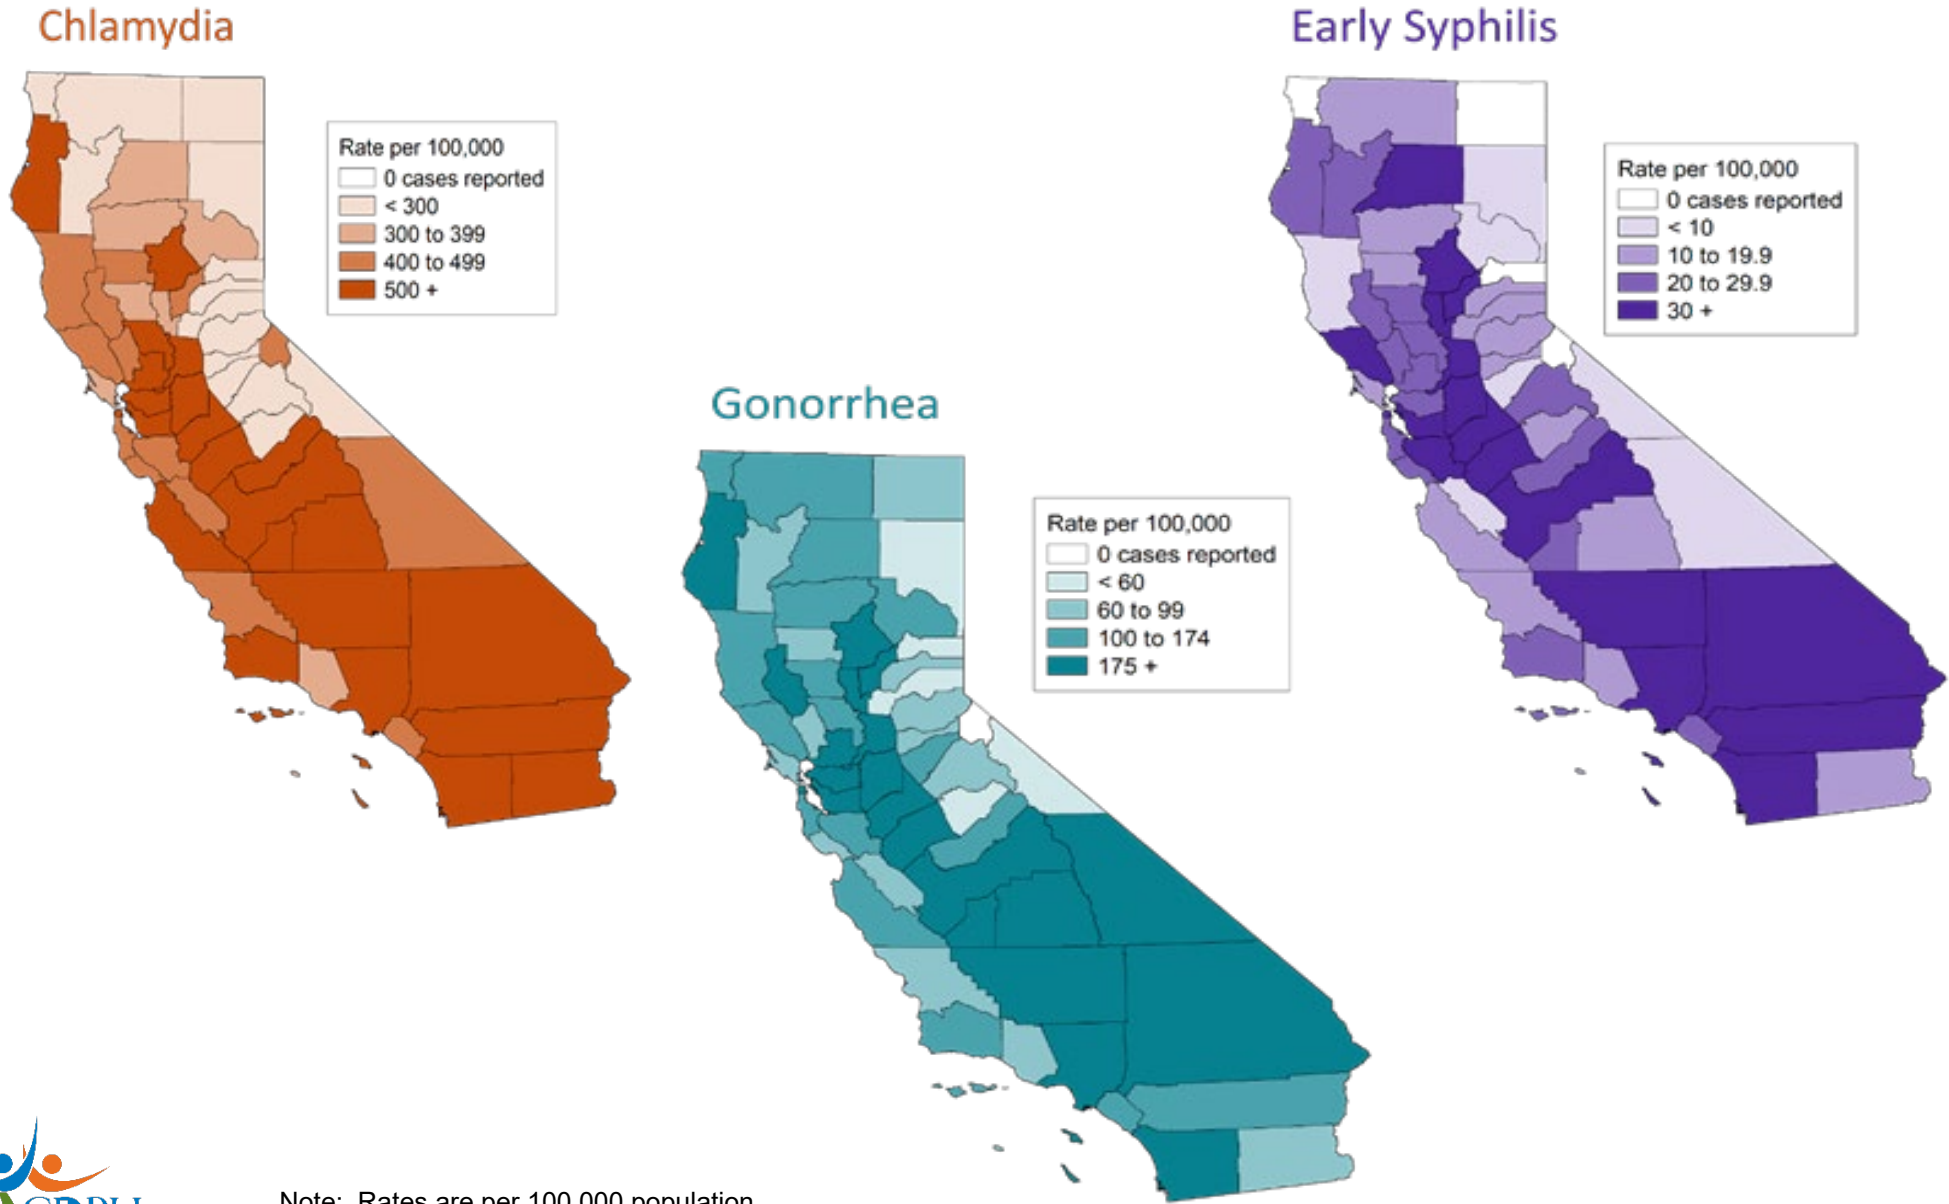 Chlamydia
Rate per 100,000
0 cases reported
< 300
300 to 399
400 to 499
500 +
Early Syphilis
Rate per 100,000
0 cases reported
< 10
10 to 19.9
20 to 29.9
30 +
Gonorrhea
Rate per 100,000
0 cases reported
< 60
60 to 99
100 to 174
175 +
Note: Rates are per 100,000 population